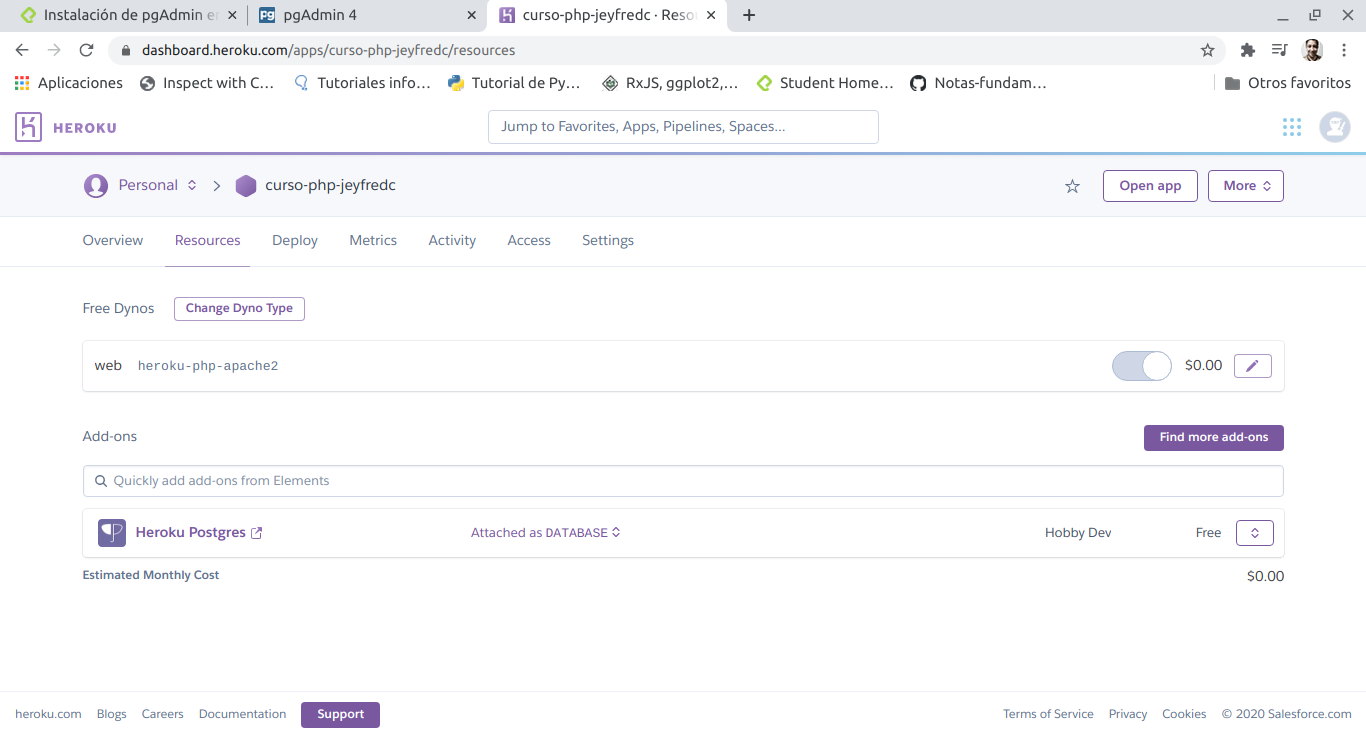 Instalación de pgAdmin en
pgAdmin 4
curso-php-jeyfredc · Reso
dashboard.heroku.com/apps/curso-php-jeyfredc/resources
Aplicaciones Inspect with C... Tutoriales info... Tutorial de Py... RxJS, ggplot2,... Student Home... Notas-fundam... Otros favoritos
HEROKU
Jump to Favorites, Apps, Pipelines, Spaces...
Personal curso-php-jeyfredc Open app More
Overview Resources Deploy Metrics Activity Access Settings
Free Dynos Change Dyno Type
web heroku-php-apache2 $0.00
Add-ons Find more add-ons
Quickly add add-ons from Elements
Heroku Postgres Attached as DATABASE Hobby Dev Free
Estimated Monthly Cost $0.00
heroku.com Blogs Careers Documentation Support Terms of Service Privacy Cookies © 2020 Salesforce.com